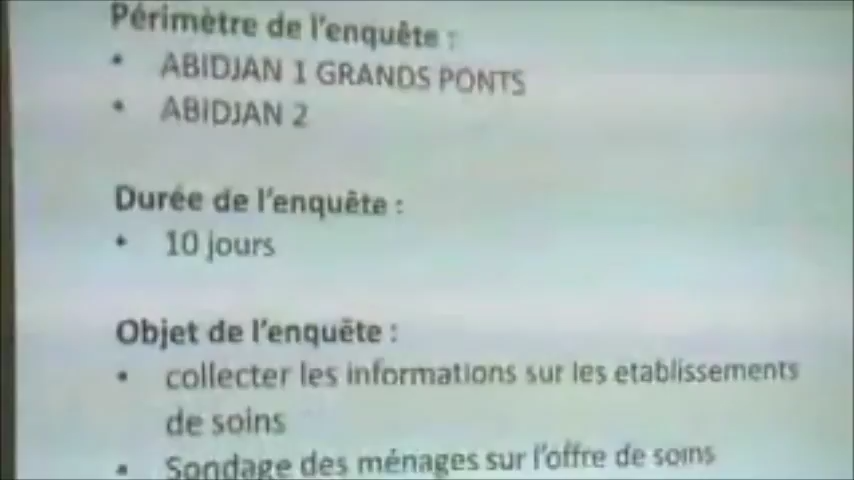 Périmètre de l'enquête :
• ABIDJAN 1 GRANDS PONTS
• ABIDJAN 2
Durée de l'enquête :
• 10 jours
Objet de l'enquête :
• collecter les informations sur les etablissements
de soins
• Sondage des ménages sur l'offre de soins